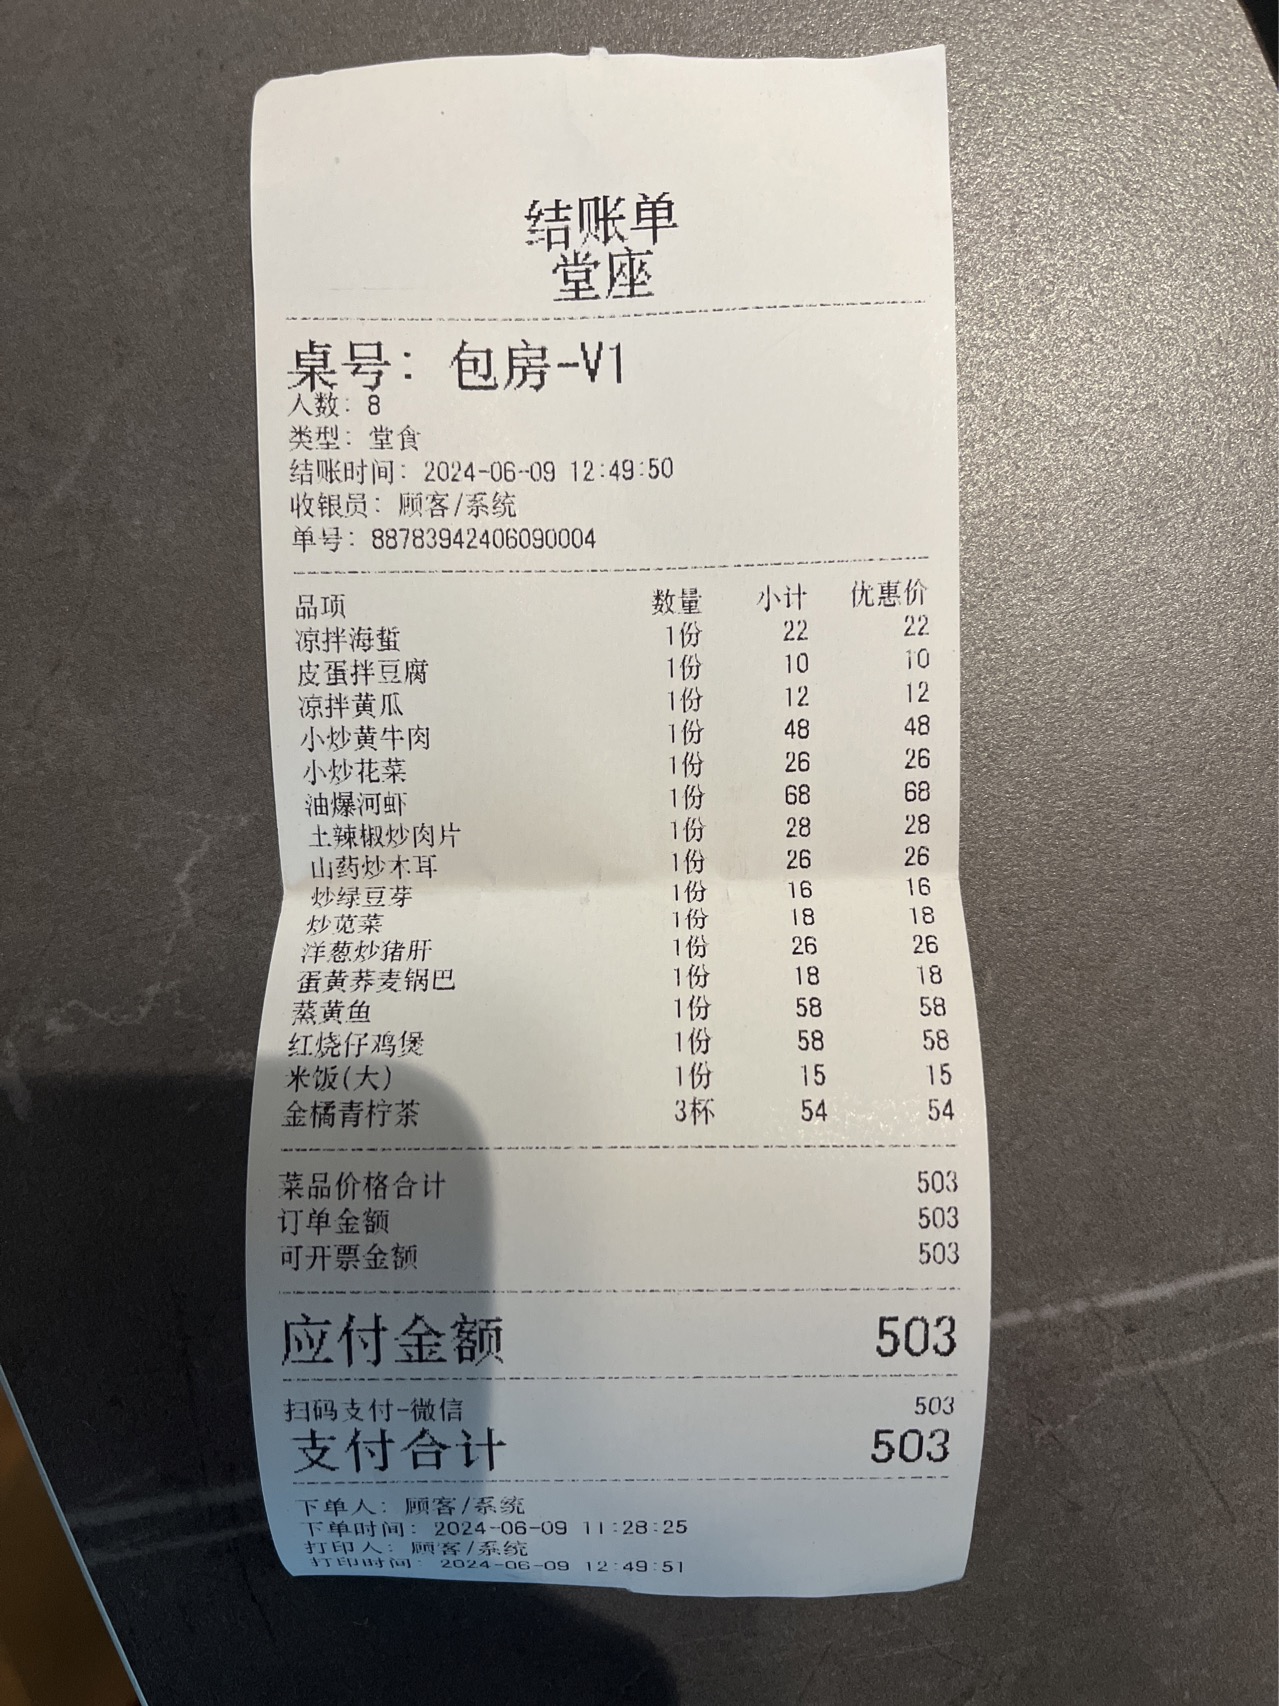 结账单
堂座
桌号: 包房-V1
人数: 8
类型: 堂食
结账时间: 2024-06-09 12:49:50
收银员: 顾客/系统
单号: 88783942406090004
品项 数量 小计 优惠价
凉拌海蜇 1份 22 22
皮蛋拌豆腐 1份 10 10
凉拌黄瓜 1份 12 12
小炒黄牛肉 1份 48 48
小炒花菜 1份 26 26
油爆河虾 1份 68 68
土辣椒炒肉片 1份 28 28
山药炒木耳 1份 26 26
炒绿豆芽 1份 16 16
炒苋菜 1份 18 18
洋葱炒猪肝 1份 26 26
蛋黄荞麦锅巴 1份 18 18
蒸黄鱼 1份 58 58
红烧仔鸡煲 1份 58 58
米饭(大) 1份 15 15
金橘青柠茶 3杯 54 54
菜品价格合计 503
订单金额 503
可开票金额 503
应付金额 503
扫码支付-微信 503
支付合计 503
下单人: 顾客/系统
下单时间: 2024-06-09 11:28:25
打印人: 顾客/系统
打印时间: 2024-06-09 12:49:51